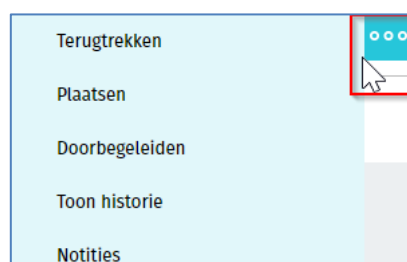 Terugtrekken
Plaatsen
Doorbegeleiden
Toon historie
Notities